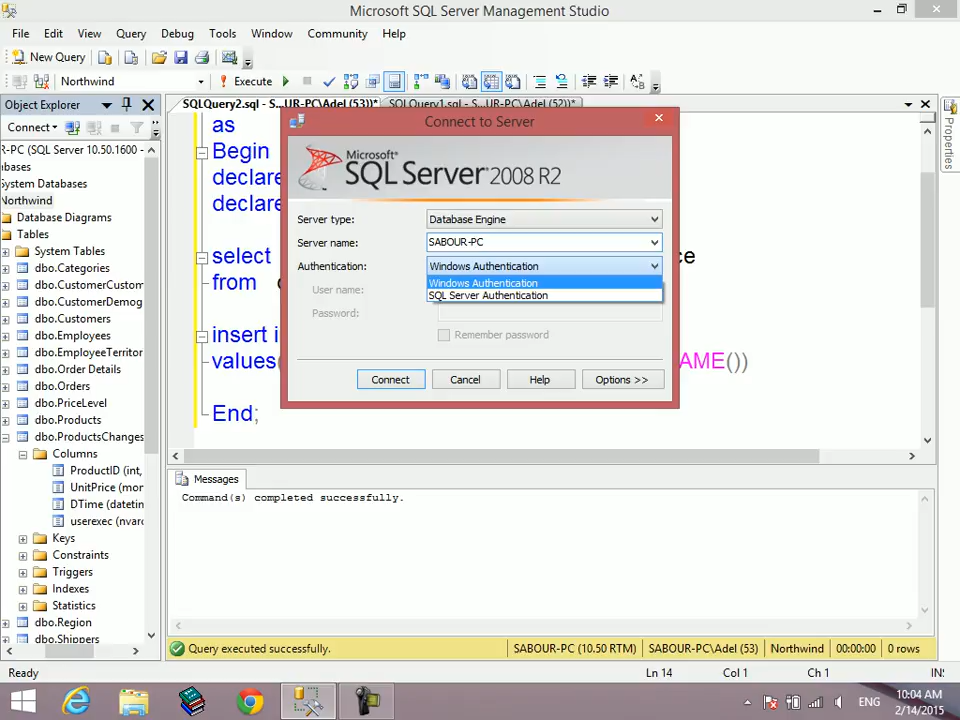 Microsoft SQL Server Management Studio
File Edit View Query Debug Tools Window Community Help
New Query
Northwind Execute
Object Explorer
SQLQuery2.sql - S...UR-PC\Adel (53))* SQLQuery1.sql - S...UR-PC\Adel (52))*
Connect
R-PC (SQL Server 10.50.1600 -
bases
System Databases
Northwind
Database Diagrams
Tables
System Tables
dbo.Categories
dbo.CustomerCustom
dbo.CustomerDemog
dbo.Customers
dbo.Employees
dbo.EmployeeTerritor
dbo.Order Details
dbo.Orders
dbo.PriceLevel
dbo.Products
dbo.ProductsChanges
Columns
ProductID (int,
UnitPrice (mor
DTime (datetin
userexec (nvarc
Keys
Constraints
Triggers
Indexes
Statistics
dbo.Region
dbo.Shippers
as
Begin
declare
declare
select
ce
from
insert i
values(
AME())
End;
Connect to Server
Microsoft®
SQL Server® 2008 R2
Server type: Database Engine
Server name: SABOUR-PC
Authentication: Windows Authentication
Windows Authentication
SQL Server Authentication
User name:
Password:
Remember password
Connect Cancel Help Options >>
Properties
Messages
Command(s) completed successfully.
Query executed successfully. SABOUR-PC (10.50 RTM) SABOUR-PC\Adel (53) Northwind 00:00:00 0 rows
Ready Ln 14 Col 1 Ch 1 IN
ENG
10:04 AM
2/14/2015